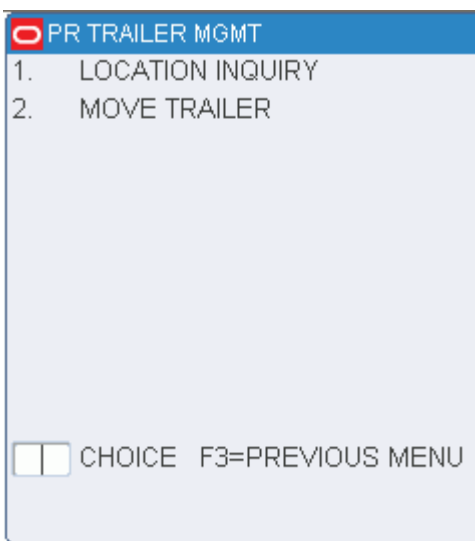 PR TRAILER MGMT
1. LOCATION INQUIRY
2. MOVE TRAILER
CHOICE F3=PREVIOUS MENU